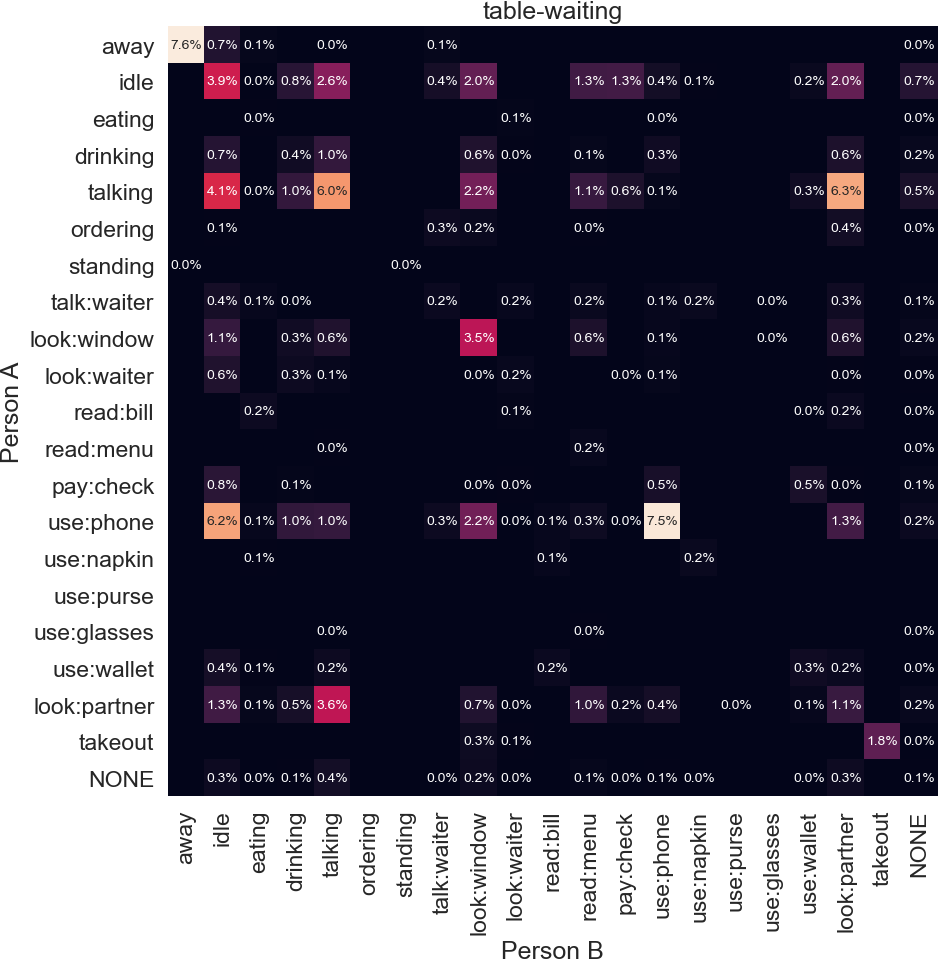 table-waiting
away 7.6% 0.7% 0.1% 0.0% 0.1% 0.0%
idle 3.9% 0.0% 0.8% 2.6% 0.4% 2.0% 1.3% 1.3% 0.4% 0.1% 0.2% 2.0% 0.7%
eating 0.0% 0.1% 0.0% 0.0%
drinking 0.7% 0.4% 1.0% 0.6% 0.0% 0.1% 0.3% 0.6% 0.2%
talking 4.1% 0.0% 1.0% 6.0% 2.2% 1.1% 0.6% 0.1% 0.3% 6.3% 0.5%
ordering 0.1% 0.3% 0.2% 0.0% 0.4% 0.0%
standing 0.0% 0.0%
talk:waiter 0.4% 0.1% 0.0% 0.2% 0.2% 0.2% 0.1% 0.2% 0.0% 0.3% 0.1%
look:window 1.1% 0.3% 0.6% 3.5% 0.6% 0.1% 0.0% 0.6% 0.2%
look:waiter 0.6% 0.3% 0.1% 0.0% 0.2% 0.0% 0.1% 0.0% 0.0%
read:bill 0.2% 0.1% 0.0% 0.2% 0.0%
read:menu 0.0% 0.2% 0.0%
pay:check 0.8% 0.1% 0.0% 0.0% 0.5% 0.5% 0.0% 0.1%
use:phone 6.2% 0.1% 1.0% 1.0% 0.3% 2.2% 0.0% 0.1% 0.3% 0.0% 7.5% 1.3% 0.2%
use:napkin 0.1% 0.1% 0.2%
use:purse
use:glasses 0.0% 0.0% 0.0%
use:wallet 0.4% 0.1% 0.2% 0.2% 0.3% 0.2% 0.0%
look:partner 1.3% 0.1% 0.5% 3.6% 0.7% 0.0% 1.0% 0.2% 0.4% 0.0% 0.1% 1.1% 0.2%
takeout 0.3% 0.1% 1.8% 0.0%
NONE 0.3% 0.0% 0.1% 0.4% 0.0% 0.2% 0.0% 0.1% 0.0% 0.1% 0.0% 0.0% 0.3% 0.1%
Person A
away idle eating drinking talking ordering standing talk:waiter look:window look:waiter read:bill read:menu pay:check use:phone use:napkin use:purse use:glasses use:wallet look:partner takeout NONE
Person B